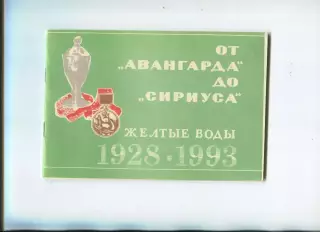 ОТ
„АВАНГАРДА"
ДО
„СИРИУСА"
ЖЕЛТЫЕ ВОДЫ
1928·1993